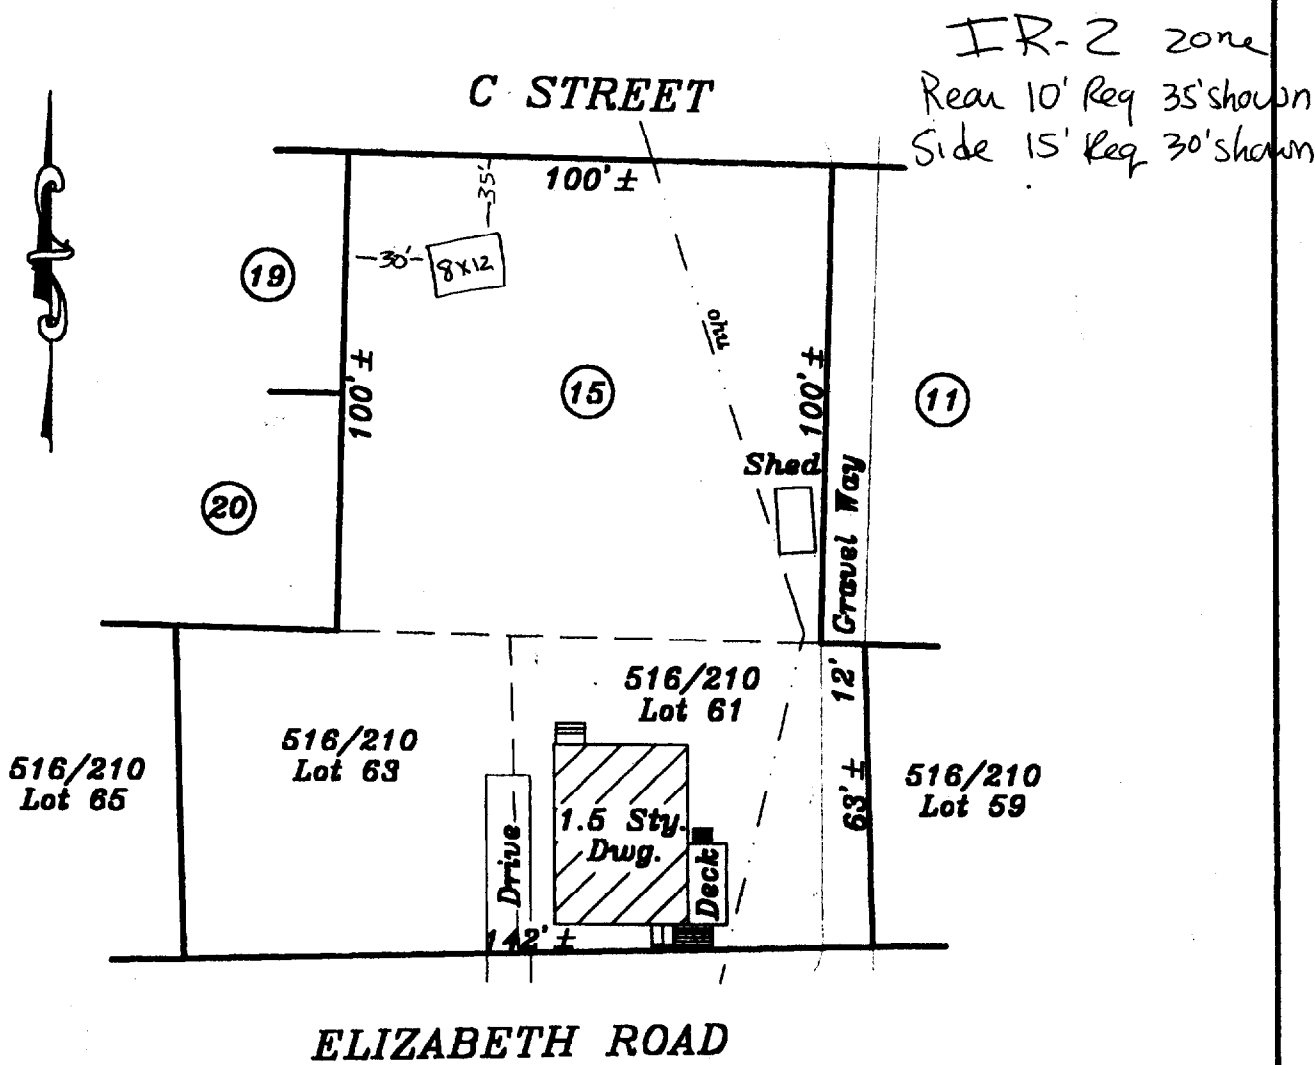 IR-2 zone
Rear 10' Req 35' shown
Side 15' Req 30' shown
C STREET
100'±
35'
30'
8x12
19
ohu
100'±
100'±
15
11
Shed
20
Gravel Way
12'
516/210
Lot 61
516/210
Lot 63
516/210
Lot 65
63'±
516/210
Lot 59
1.5 Sty.
Dwg.
Drive
Deck
142'±
ELIZABETH ROAD